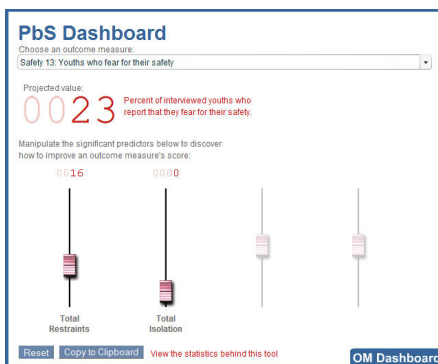 PbS Dashboard
Choose an outcome measure:
Safety 13: Youths who fear for their safety
Projected value:
0023
Percent of interviewed youths who
report that they fear for their safety.
Manipulate the significant predictors below to discover
how to improve an outcome measure's score:
0016 0000
Total
Restraints
Total
Isolation
Reset Copy to Clipboard View the statistics behind this tool
OM Dashboard